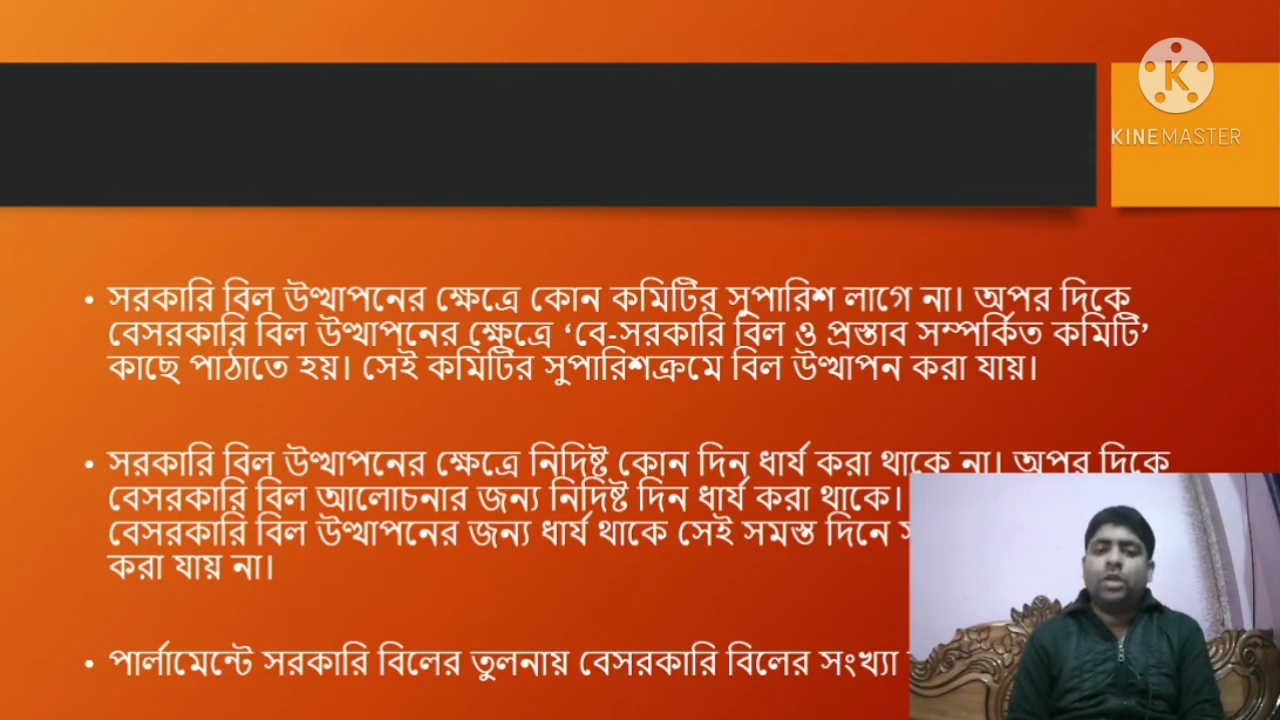 KINEMASTER
• সরকারি বিল উত্থাপনের ক্ষেত্রে কোন কমিটির সুপারিশ লাগে না। অপর দিকে
বেসরকারি বিল উত্থাপনের ক্ষেত্রে ‘বে-সরকারি বিল ও প্রস্তাব সম্পর্কিত কমিটি’
কাছে পাঠাতে হয়। সেই কমিটির সুপারিশক্রমে বিল উত্থাপন করা যায়।
• সরকারি বিল উত্থাপনের ক্ষেত্রে নিদিষ্ট কোন দিন ধার্য করা থাকে না। অপর দিকে
বেসরকারি বিল আলোচনার জন্য নিদিষ্ট দিন ধার্য করা থাকে।
বেসরকারি বিল উত্থাপনের জন্য ধার্য থাকে সেই সমস্ত দিনে
করা যায় না।
• পার্লামেন্টে সরকারি বিলের তুলনায় বেসরকারি বিলের সংখ্যা